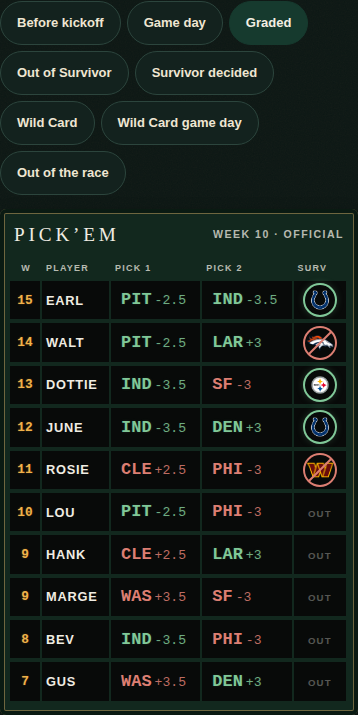 Before kickoff Game day Graded
Out of Survivor Survivor decided
Wild Card Wild Card game day
Out of the race
PICK’EM WEEK 10 · OFFICIAL
W PLAYER PICK 1 PICK 2 SURV
15 EARL PIT -2.5 IND -3.5
14 WALT PIT -2.5 LAR +3
13 DOTTIE IND -3.5 SF -3
12 JUNE IND -3.5 DEN +3
11 ROSIE CLE +2.5 PHI -3
10 LOU PIT -2.5 PHI -3 OUT
9 HANK CLE +2.5 LAR +3 OUT
9 MARGE WAS +3.5 SF -3 OUT
8 BEV IND -3.5 PHI -3 OUT
7 GUS WAS +3.5 DEN +3 OUT